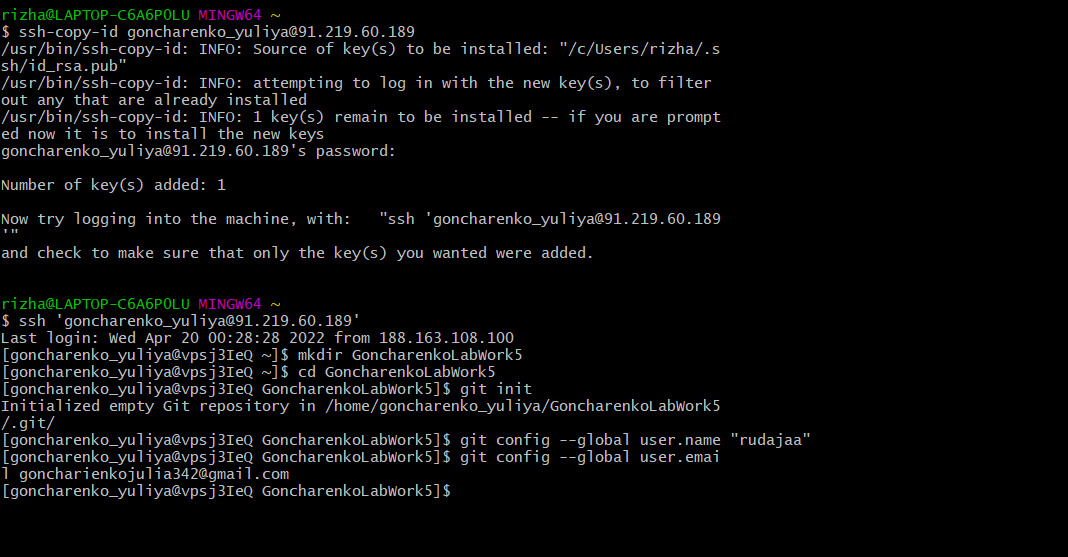 rizha@LAPTOP-C6A6P0LU MINGW64 ~
$ ssh-copy-id goncharenko_yuliya@91.219.60.189
/usr/bin/ssh-copy-id: INFO: Source of key(s) to be installed: "/c/Users/rizha/.s
sh/id_rsa.pub"
/usr/bin/ssh-copy-id: INFO: attempting to log in with the new key(s), to filter
out any that are already installed
/usr/bin/ssh-copy-id: INFO: 1 key(s) remain to be installed -- if you are prompt
ed now it is to install the new keys
goncharenko_yuliya@91.219.60.189's password:
Number of key(s) added: 1
Now try logging into the machine, with:   "ssh 'goncharenko_yuliya@91.219.60.189
'"
and check to make sure that only the key(s) you wanted were added.
rizha@LAPTOP-C6A6P0LU MINGW64 ~
$ ssh 'goncharenko_yuliya@91.219.60.189'
Last login: Wed Apr 20 00:28:28 2022 from 188.163.108.100
[goncharenko_yuliya@vpsj3IeQ ~]$ mkdir GoncharenkoLabWork5
[goncharenko_yuliya@vpsj3IeQ ~]$ cd GoncharenkoLabWork5
[goncharenko_yuliya@vpsj3IeQ GoncharenkoLabWork5]$ git init
Initialized empty Git repository in /home/goncharenko_yuliya/GoncharenkoLabWork5
/.git/
[goncharenko_yuliya@vpsj3IeQ GoncharenkoLabWork5]$ git config --global user.name "rudajaa"
[goncharenko_yuliya@vpsj3IeQ GoncharenkoLabWork5]$ git config --global user.emai
l goncharienkojulia342@gmail.com
[goncharenko_yuliya@vpsj3IeQ GoncharenkoLabWork5]$